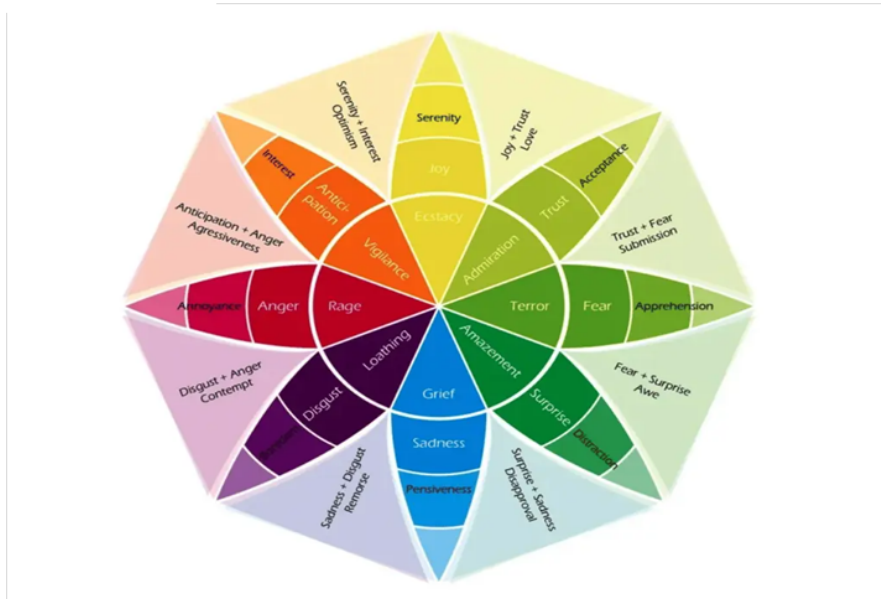 Serenity + Interest
Optimism
Serenity
Joy
Ecstacy
Joy + Trust
Love
Acceptance
Trust
Admiration
Trust + Fear
Submission
Terror
Fear
Apprehension
Fear + Surprise
Awe
Amazement
Surprise
Distraction
Surprise + Sadness
Disapproval
Grief
Sadness
Pensiveness
Sadness + Disgust
Remorse
Loathing
Disgust
Disgust + Anger
Contempt
Rage
Anger
Annoyance
Anticipation + Anger
Agressiveness
Vigilance
Antici-
pation
Interest